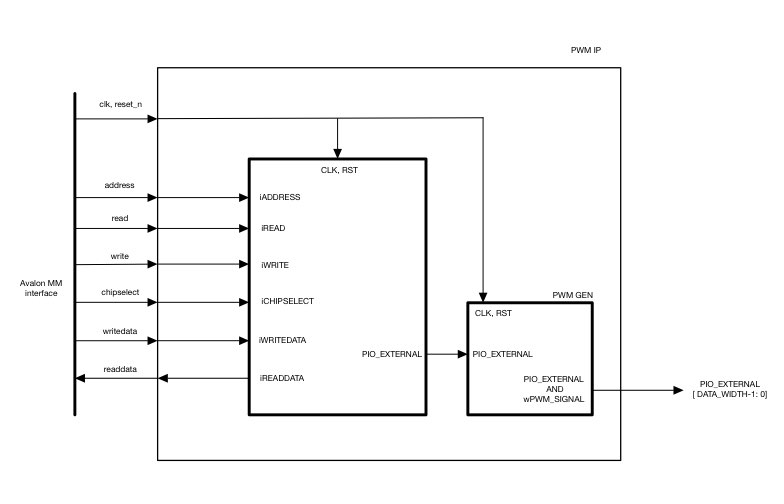 PWM IP
clk, reset_n
CLK, RST
address
iADDRESS
read
iREAD
write
iWRITE
Avalon MM
interface
chipselect
iCHIPSELECT
PWM GEN
CLK, RST
writedata
iWRITEDATA
PIO_EXTERNAL
PIO_EXTERNAL
readdata
iREADDATA
PIO_EXTERNAL
AND
wPWM_SIGNAL
PIO_EXTERNAL
[ DATA_WIDTH-1: 0]